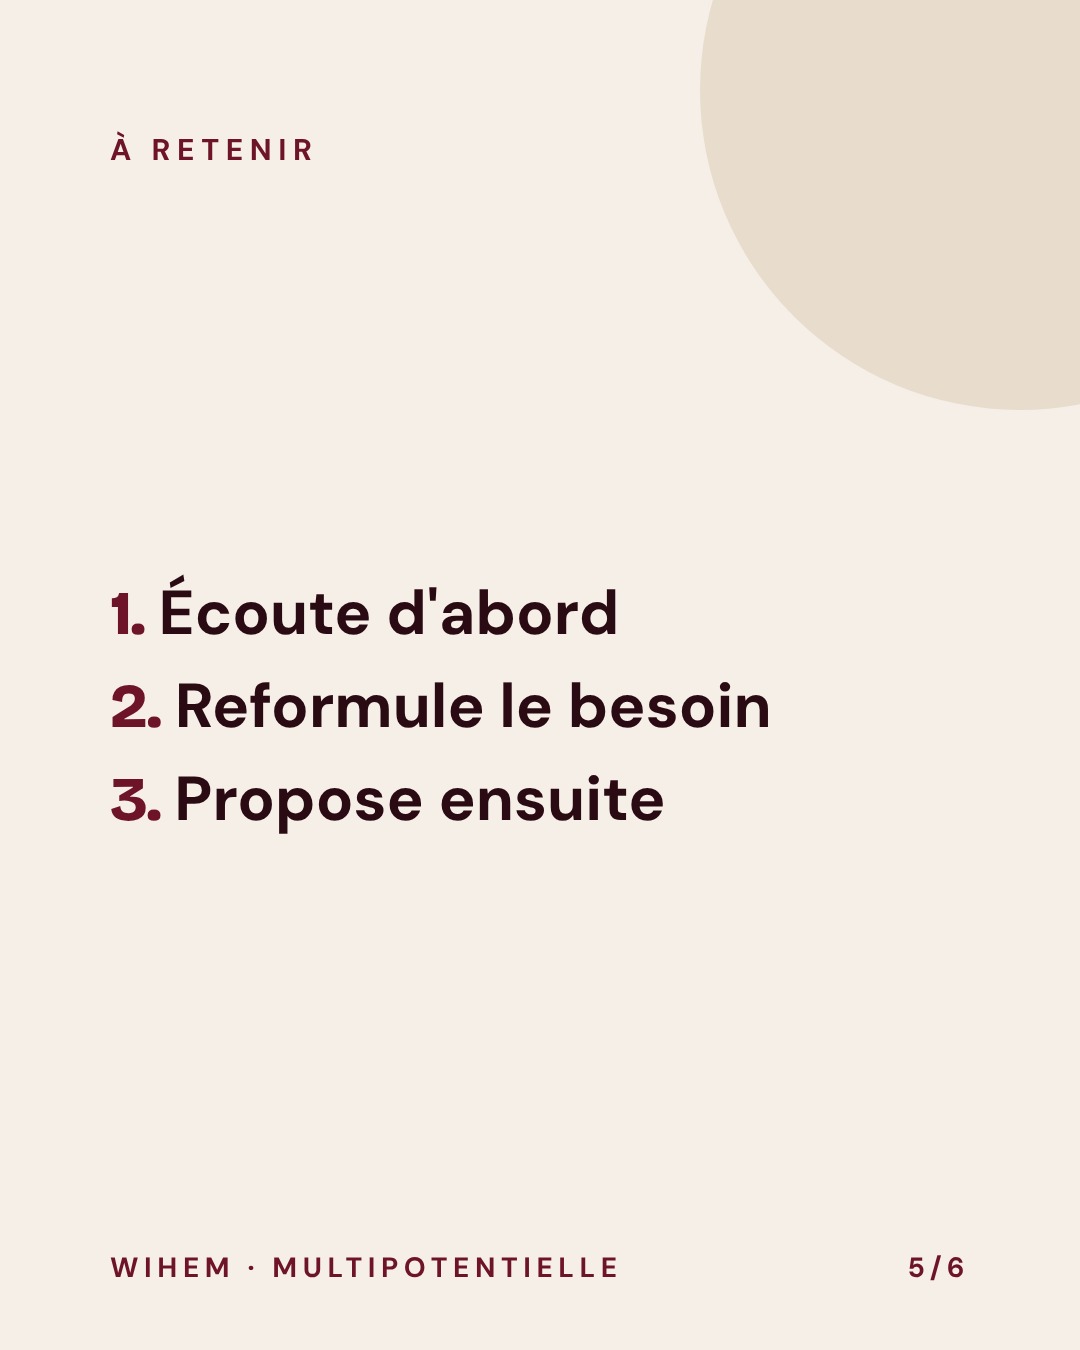 À RETENIR
1. Écoute d'abord
2. Reformule le besoin
3. Propose ensuite
WIHEM · MULTIPOTENTIELLE
5/6